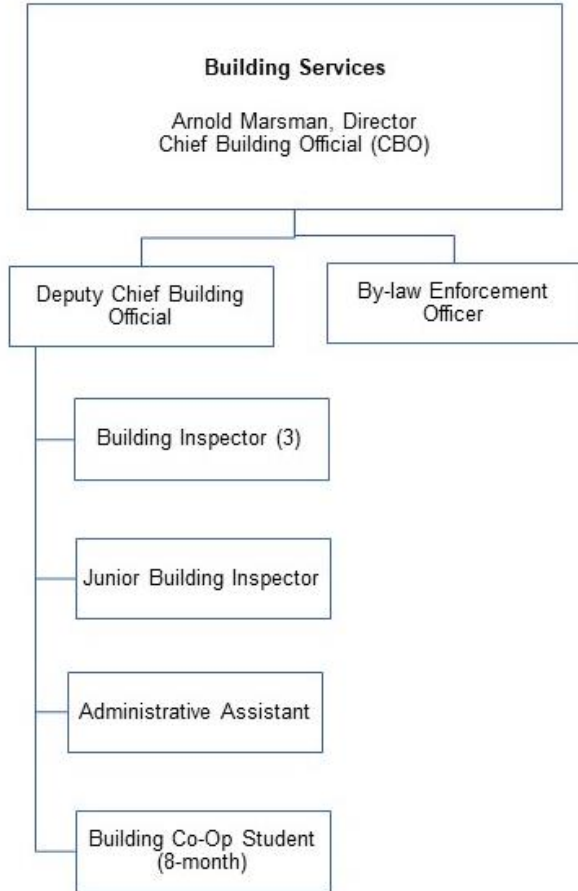 Building Services
Arnold Marsman, Director
Chief Building Official (CBO)
Deputy Chief Building
Official
By-law Enforcement
Officer
Building Inspector (3)
Junior Building Inspector
Administrative Assistant
Building Co-Op Student
(8-month)